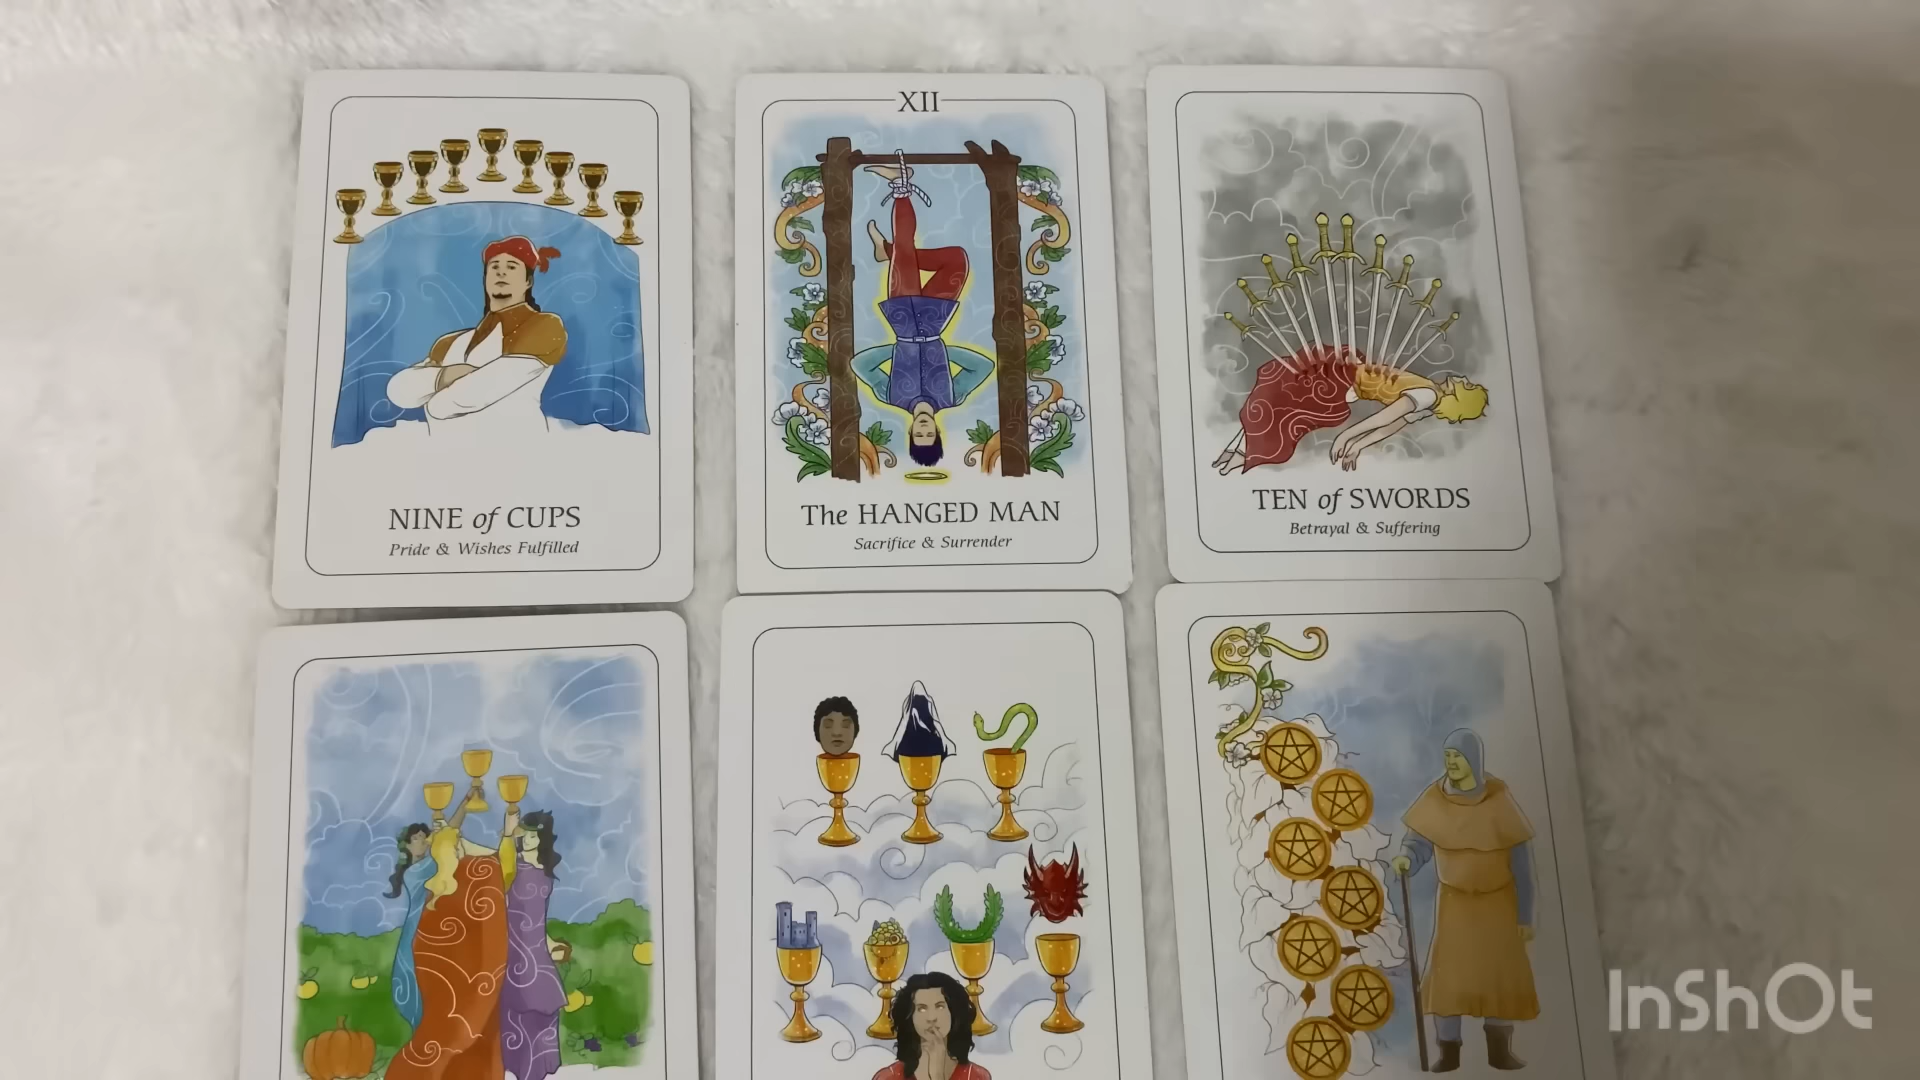 NINE of CUPS
Pride & Wishes Fulfilled
XII
The HANGED MAN
Sacrifice & Surrender
TEN of SWORDS
Betrayal & Suffering
InShOt